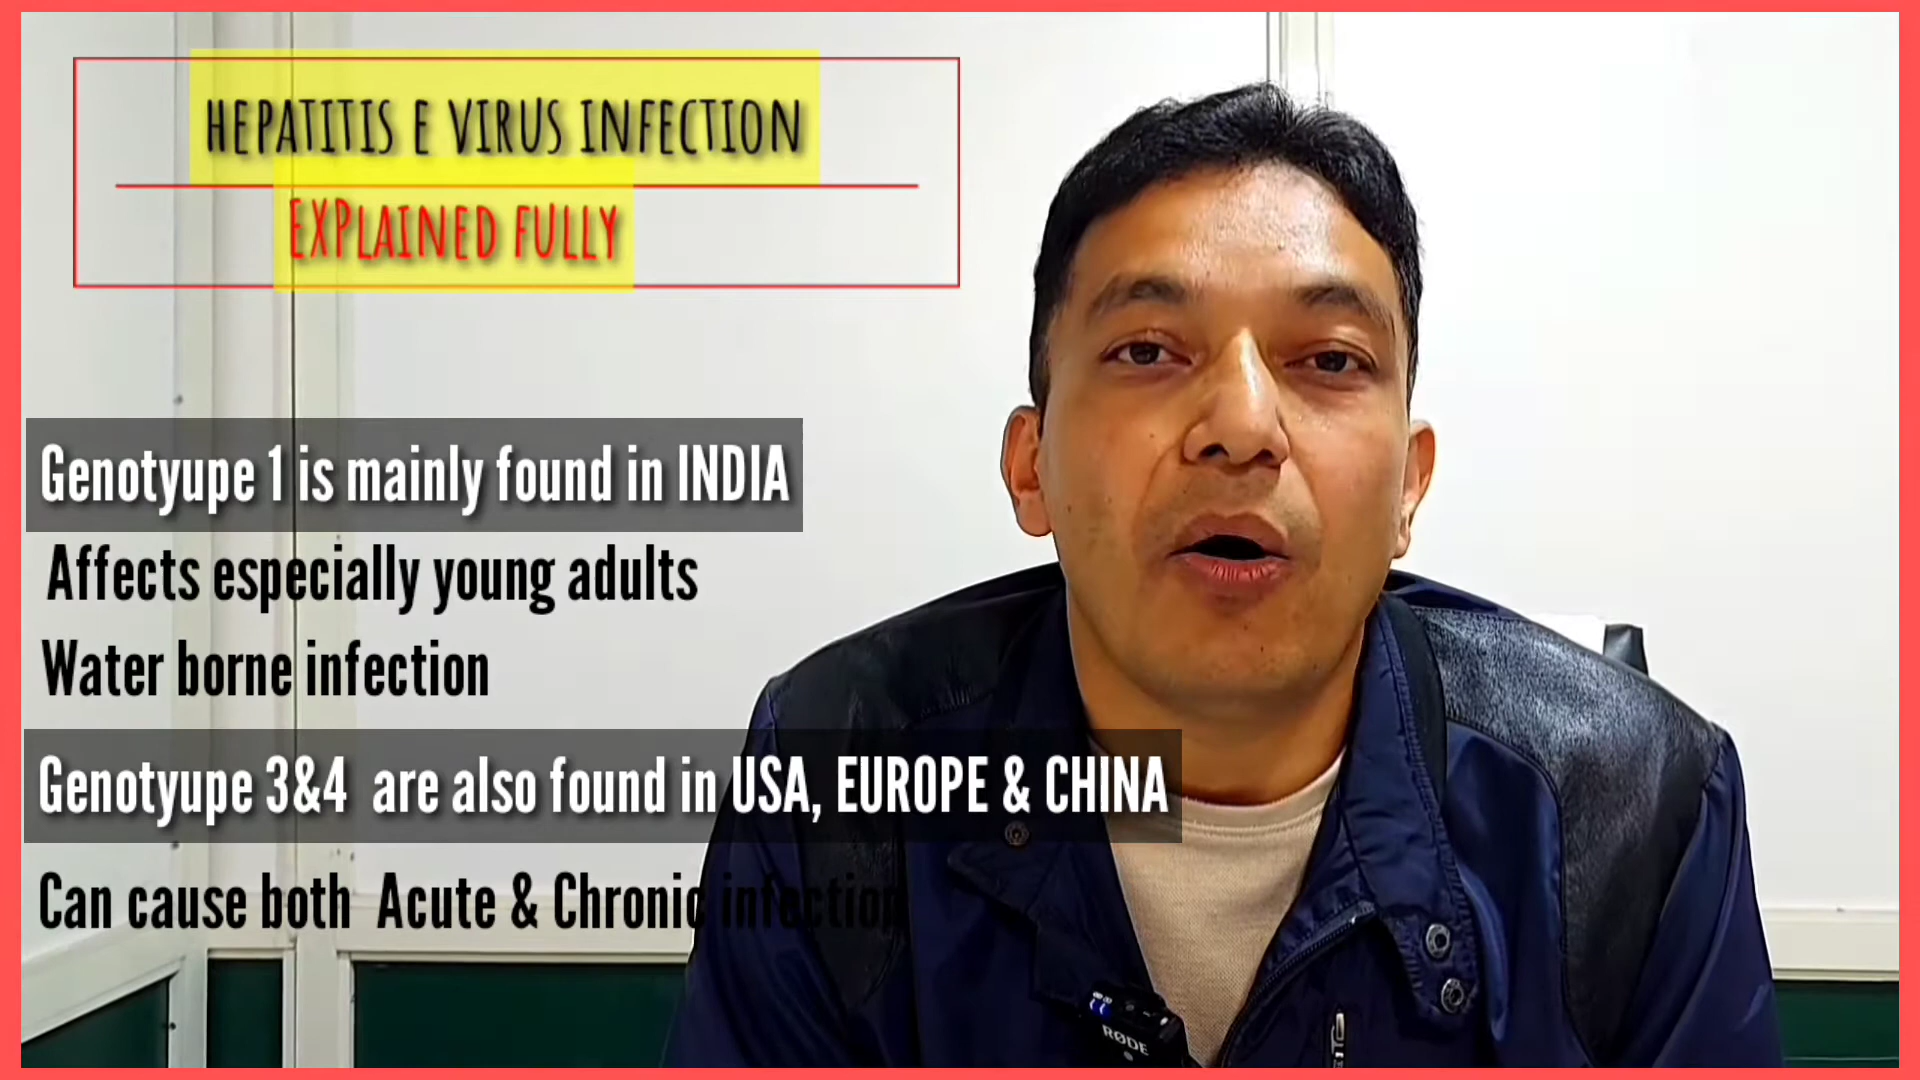 HEPATITIS E VIRUS INFECTION
EXPLAINED FULLY
Genotyupe 1 is mainly found in INDIA
Affects especially young adults
Water borne infection
Genotyupe 3&4 are also found in USA, EUROPE & CHINA
Can cause both Acute & Chronic infection
RØDE